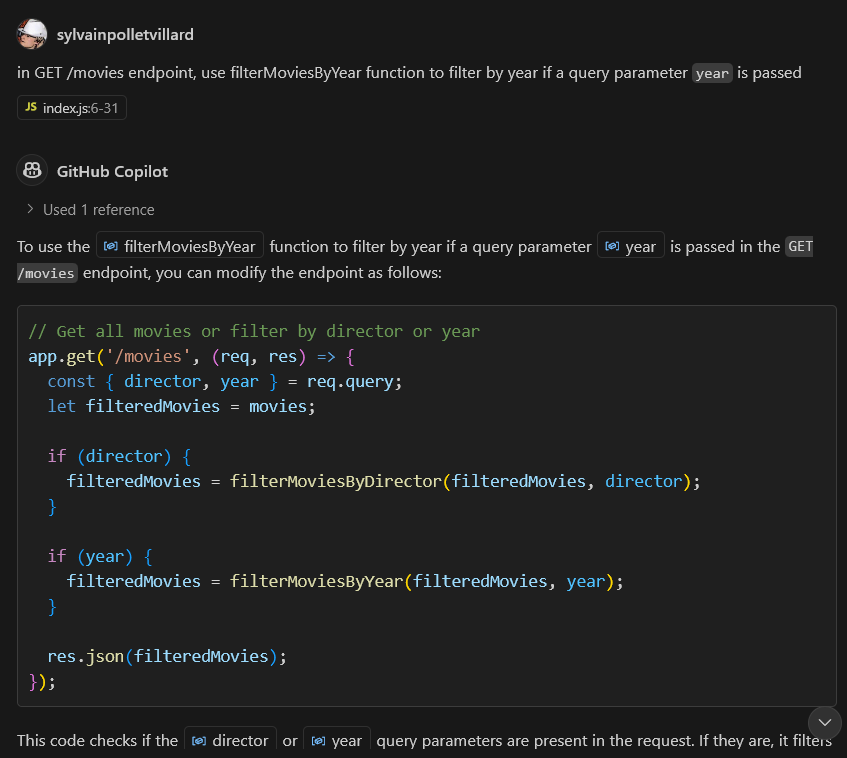 sylvainpolletvillard
in GET /movies endpoint, use filterMoviesByYear function to filter by year if a query parameter year is passed
JS index.js:6-31
GitHub Copilot
Used 1 reference
To use the filterMoviesByYear function to filter by year if a query parameter year is passed in the GET
/movies endpoint, you can modify the endpoint as follows:
// Get all movies or filter by director or year
app.get('/movies', (req, res) => {
  const { director, year } = req.query;
  let filteredMovies = movies;

  if (director) {
    filteredMovies = filterMoviesByDirector(filteredMovies, director);
  }

  if (year) {
    filteredMovies = filterMoviesByYear(filteredMovies, year);
  }

  res.json(filteredMovies);
});
This code checks if the director or year query parameters are present in the request. If they are, it filters